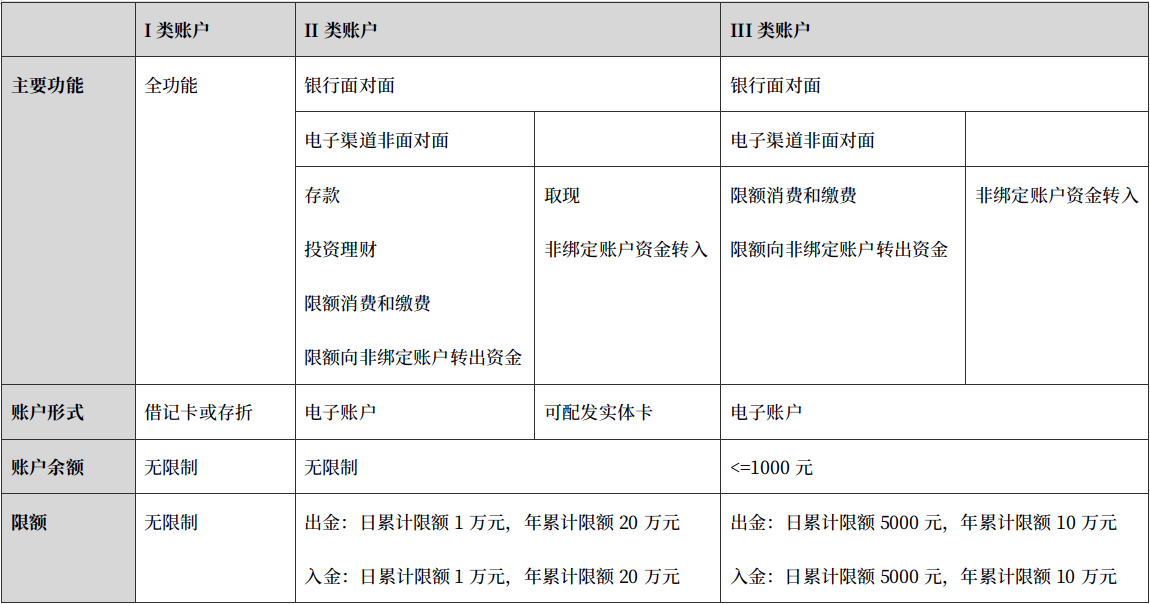 I 类账户
II 类账户
III 类账户
主要功能
全功能
银行面对面
银行面对面
电子渠道非面对面
电子渠道非面对面
存款
取现
限额消费和缴费
非绑定账户资金转入
投资理财
非绑定账户资金转入
限额向非绑定账户转出资金
限额消费和缴费
限额向非绑定账户转出资金
账户形式
借记卡或存折
电子账户
可配发实体卡
电子账户
账户余额
无限制
无限制
<=1000 元
限额
无限制
出金：日累计限额 1 万元，年累计限额 20 万元
出金：日累计限额 5000 元，年累计限额 10 万元
入金：日累计限额 1 万元，年累计限额 20 万元
入金：日累计限额 5000 元，年累计限额 10 万元